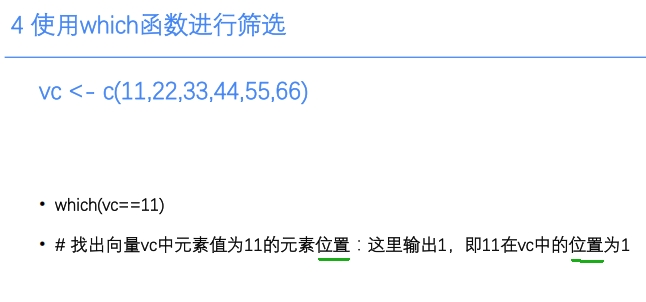 4 使用which函数进行筛选
vc <- c(11,22,33,44,55,66)
• which(vc==11)
• # 找出向量vc中元素值为11的元素位置：这里输出1，即11在vc中的位置为1